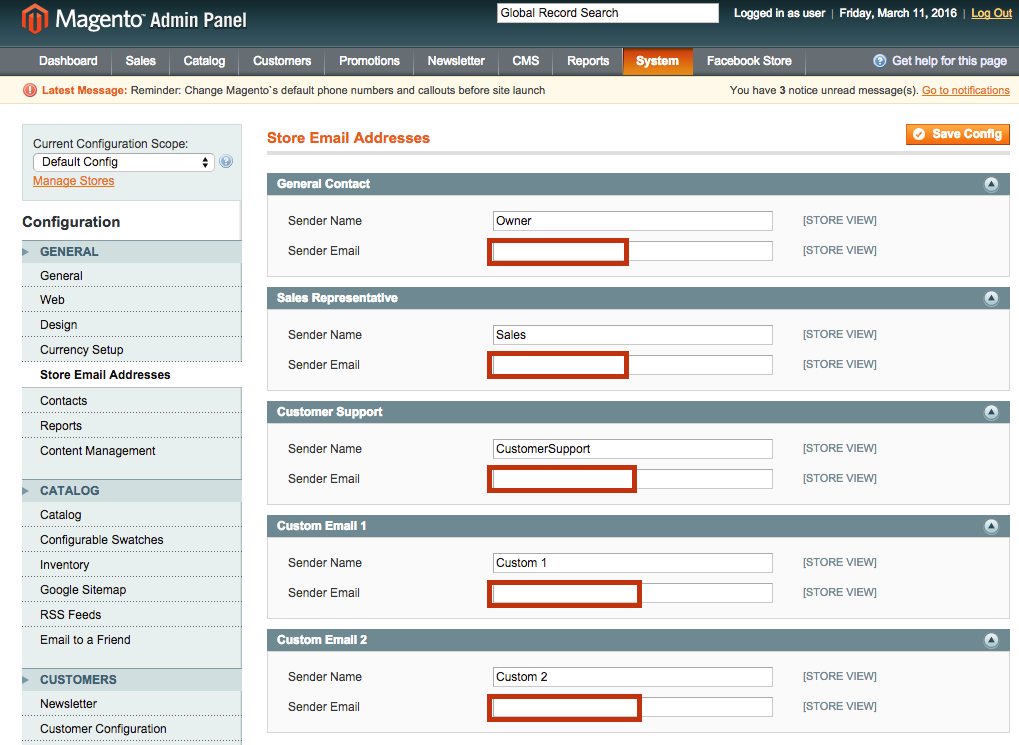 Magento™ Admin Panel
Global Record Search
Logged in as user | Friday, March 11, 2016 | Log Out
Dashboard Sales Catalog Customers Promotions Newsletter CMS Reports System Facebook Store Get help for this page
Latest Message: Reminder: Change Magento`s default phone numbers and callouts before site launch
You have 3 notice unread message(s). Go to notifications
Current Configuration Scope:
Default Config
Manage Stores
Configuration
GENERAL
General
Web
Design
Currency Setup
Store Email Addresses
Contacts
Reports
Content Management
CATALOG
Catalog
Configurable Swatches
Inventory
Google Sitemap
RSS Feeds
Email to a Friend
CUSTOMERS
Newsletter
Customer Configuration
Store Email Addresses
Save Config
General Contact
Sender Name Owner [STORE VIEW]
Sender Email [STORE VIEW]
Sales Representative
Sender Name Sales [STORE VIEW]
Sender Email [STORE VIEW]
Customer Support
Sender Name CustomerSupport [STORE VIEW]
Sender Email [STORE VIEW]
Custom Email 1
Sender Name Custom 1 [STORE VIEW]
Sender Email [STORE VIEW]
Custom Email 2
Sender Name Custom 2 [STORE VIEW]
Sender Email [STORE VIEW]